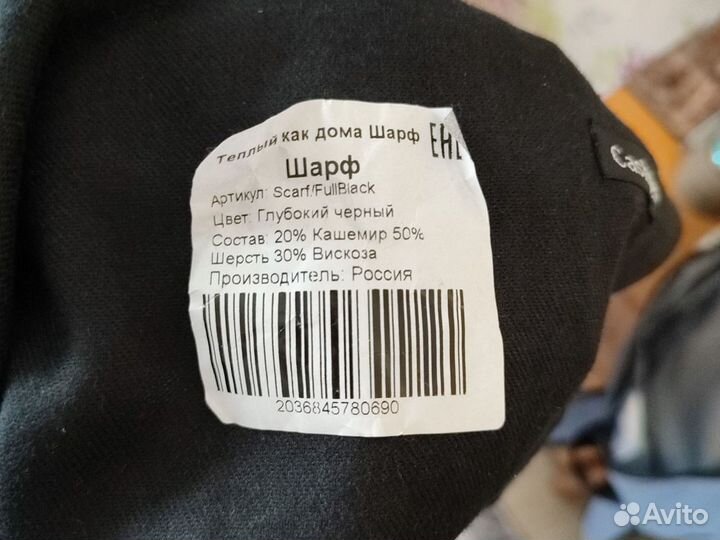 Теплый как дома Шарф
EAC
Шарф
Артикул: Scarf/FullBlack
Цвет: Глубокий черный
Состав: 20% Кашемир 50%
Шерсть 30% Вискоза
Производитель: Россия
2036845780690
Avito